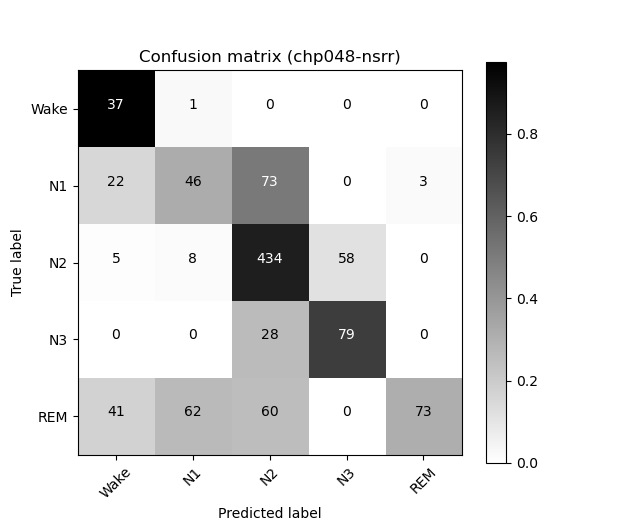 Confusion matrix (chp048-nsrr)
Wake 37 1 0 0 0
N1 22 46 73 0 3
N2 5 8 434 58 0
N3 0 0 28 79 0
REM 41 62 60 0 73
Wake N1 N2 N3 REM
Predicted label
True label
0.8
0.6
0.4
0.2
0.0